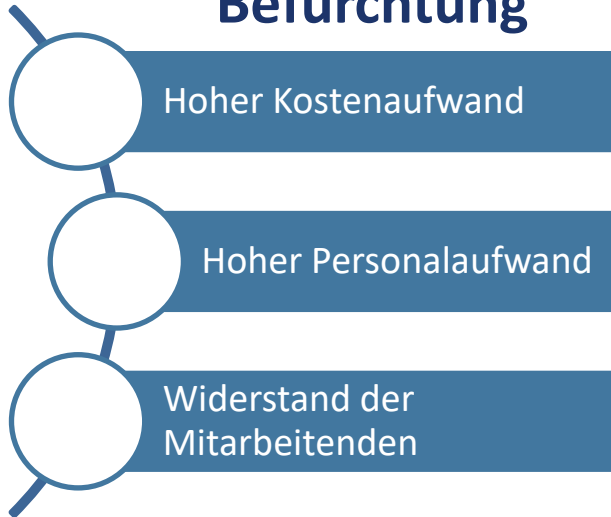 Befürchtung
Hoher Kostenaufwand
Hoher Personalaufwand
Widerstand der
Mitarbeitenden